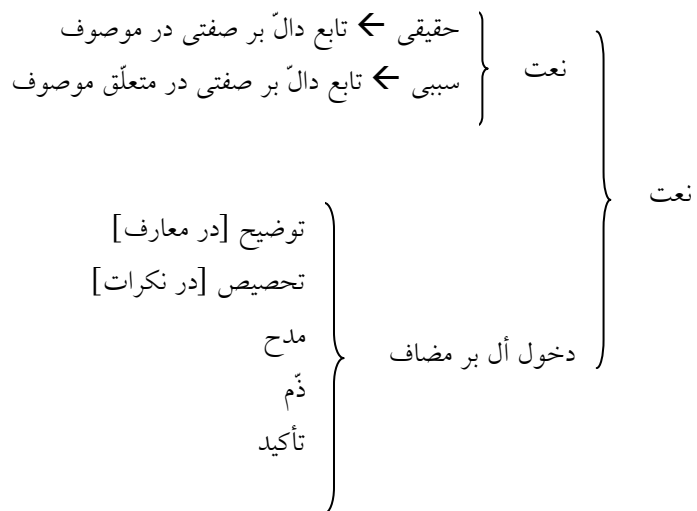 نعت
نعت
حقیقی ← تابع دالّ بر صفتی در موصوف
سببی ← تابع دالّ بر صفتی در متعلّق موصوف
دخول أل بر مضاف
توضیح [در معارف]
تحصیص [در نکرات]
مدح
ذّم
تأکید